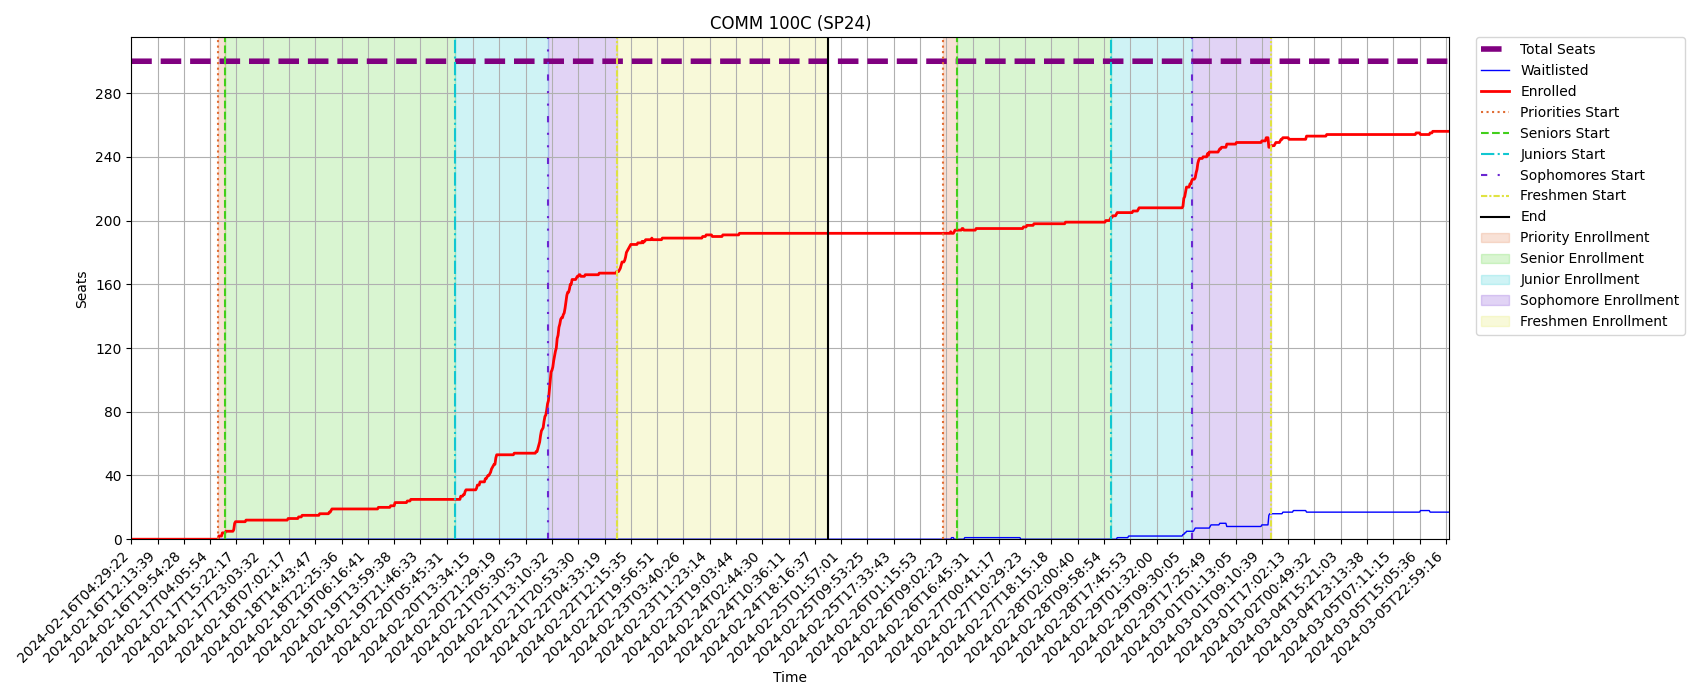 COMM 100C (SP24)
Seats
280
240
200
160
120
80
40
0
2024-02-16T04:29:22
2024-02-16T12:13:39
2024-02-16T19:54:28
2024-02-17T04:05:54
2024-02-17T15:22:17
2024-02-17T23:03:32
2024-02-18T07:02:17
2024-02-18T14:43:47
2024-02-18T22:25:36
2024-02-19T06:16:41
2024-02-19T13:59:38
2024-02-19T21:46:33
2024-02-20T05:45:31
2024-02-20T13:34:15
2024-02-20T21:29:19
2024-02-21T05:30:53
2024-02-21T13:10:32
2024-02-21T20:53:30
2024-02-22T04:33:19
2024-02-22T12:15:35
2024-02-22T19:56:51
2024-02-23T03:40:26
2024-02-23T11:23:14
2024-02-23T19:03:44
2024-02-24T02:44:30
2024-02-24T10:36:11
2024-02-24T18:16:37
2024-02-25T01:57:01
2024-02-25T09:53:25
2024-02-25T17:33:43
2024-02-26T01:15:53
2024-02-26T09:02:23
2024-02-26T16:45:31
2024-02-27T00:41:17
2024-02-27T10:29:23
2024-02-27T18:15:18
2024-02-28T02:00:40
2024-02-28T09:58:54
2024-02-28T17:45:53
2024-02-29T01:32:00
2024-02-29T09:30:05
2024-02-29T17:25:49
2024-03-01T01:13:05
2024-03-01T09:10:39
2024-03-01T17:02:13
2024-03-02T00:49:32
2024-03-04T15:21:03
2024-03-04T23:13:38
2024-03-05T07:11:15
2024-03-05T15:05:36
2024-03-05T22:59:16
Time
Total Seats
Waitlisted
Enrolled
Priorities Start
Seniors Start
Juniors Start
Sophomores Start
Freshmen Start
End
Priority Enrollment
Senior Enrollment
Junior Enrollment
Sophomore Enrollment
Freshmen Enrollment